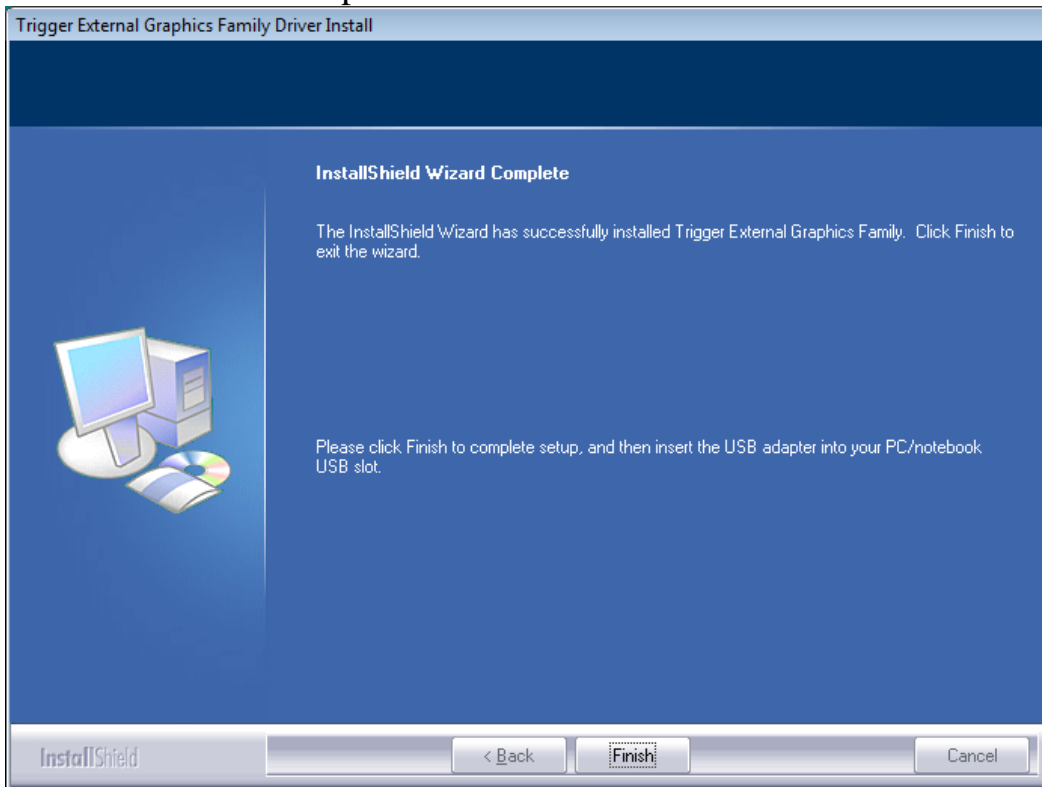 Trigger External Graphics Family Driver Install
InstallShield Wizard Complete
The InstallShield Wizard has successfully installed Trigger External Graphics Family. Click Finish to
exit the wizard.
Please click Finish to complete setup, and then insert the USB adapter into your PC/notebook
USB slot.
InstallShield
< Back
Finish
Cancel